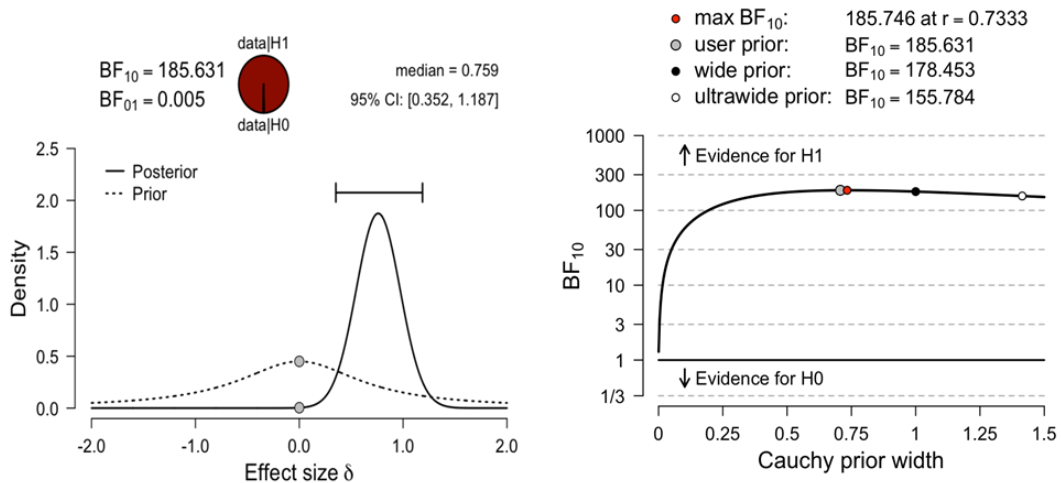 data|H1
BF10 = 185.631
BF01 = 0.005
data|H0
median = 0.759
95% CI: [0.352, 1.187]
2.5
2.0
1.5
1.0
0.5
0.0
Density
Posterior
Prior
-2.0 -1.0 0.0 1.0 2.0
Effect size δ
max BF10: 185.746 at r = 0.7333
user prior: BF10 = 185.631
wide prior: BF10 = 178.453
ultrawide prior: BF10 = 155.784
1000
300
100
30
10
3
1
1/3
BF10
Evidence for H1
Evidence for H0
0 0.25 0.5 0.75 1 1.25 1.5
Cauchy prior width